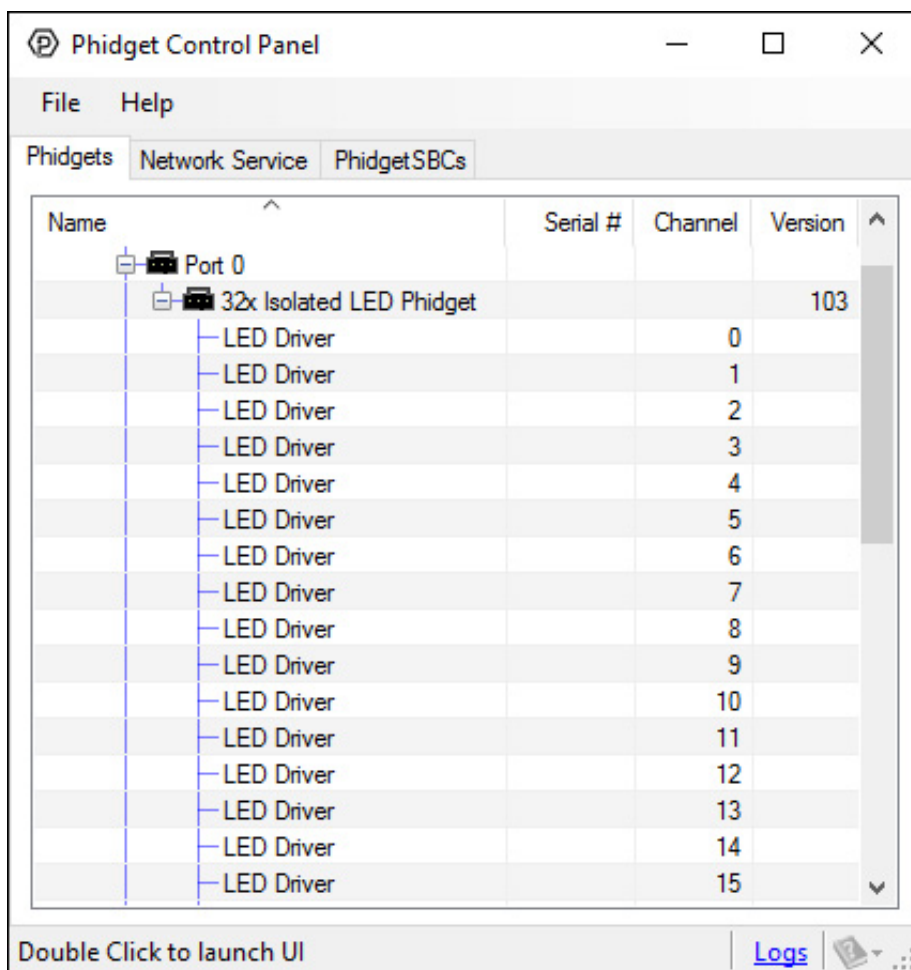 Phidget Control Panel
File Help
Phidgets Network Service PhidgetSBCs
Name Serial # Channel Version
Port 0
32x Isolated LED Phidget 103
LED Driver 0
LED Driver 1
LED Driver 2
LED Driver 3
LED Driver 4
LED Driver 5
LED Driver 6
LED Driver 7
LED Driver 8
LED Driver 9
LED Driver 10
LED Driver 11
LED Driver 12
LED Driver 13
LED Driver 14
LED Driver 15
Double Click to launch UI Logs